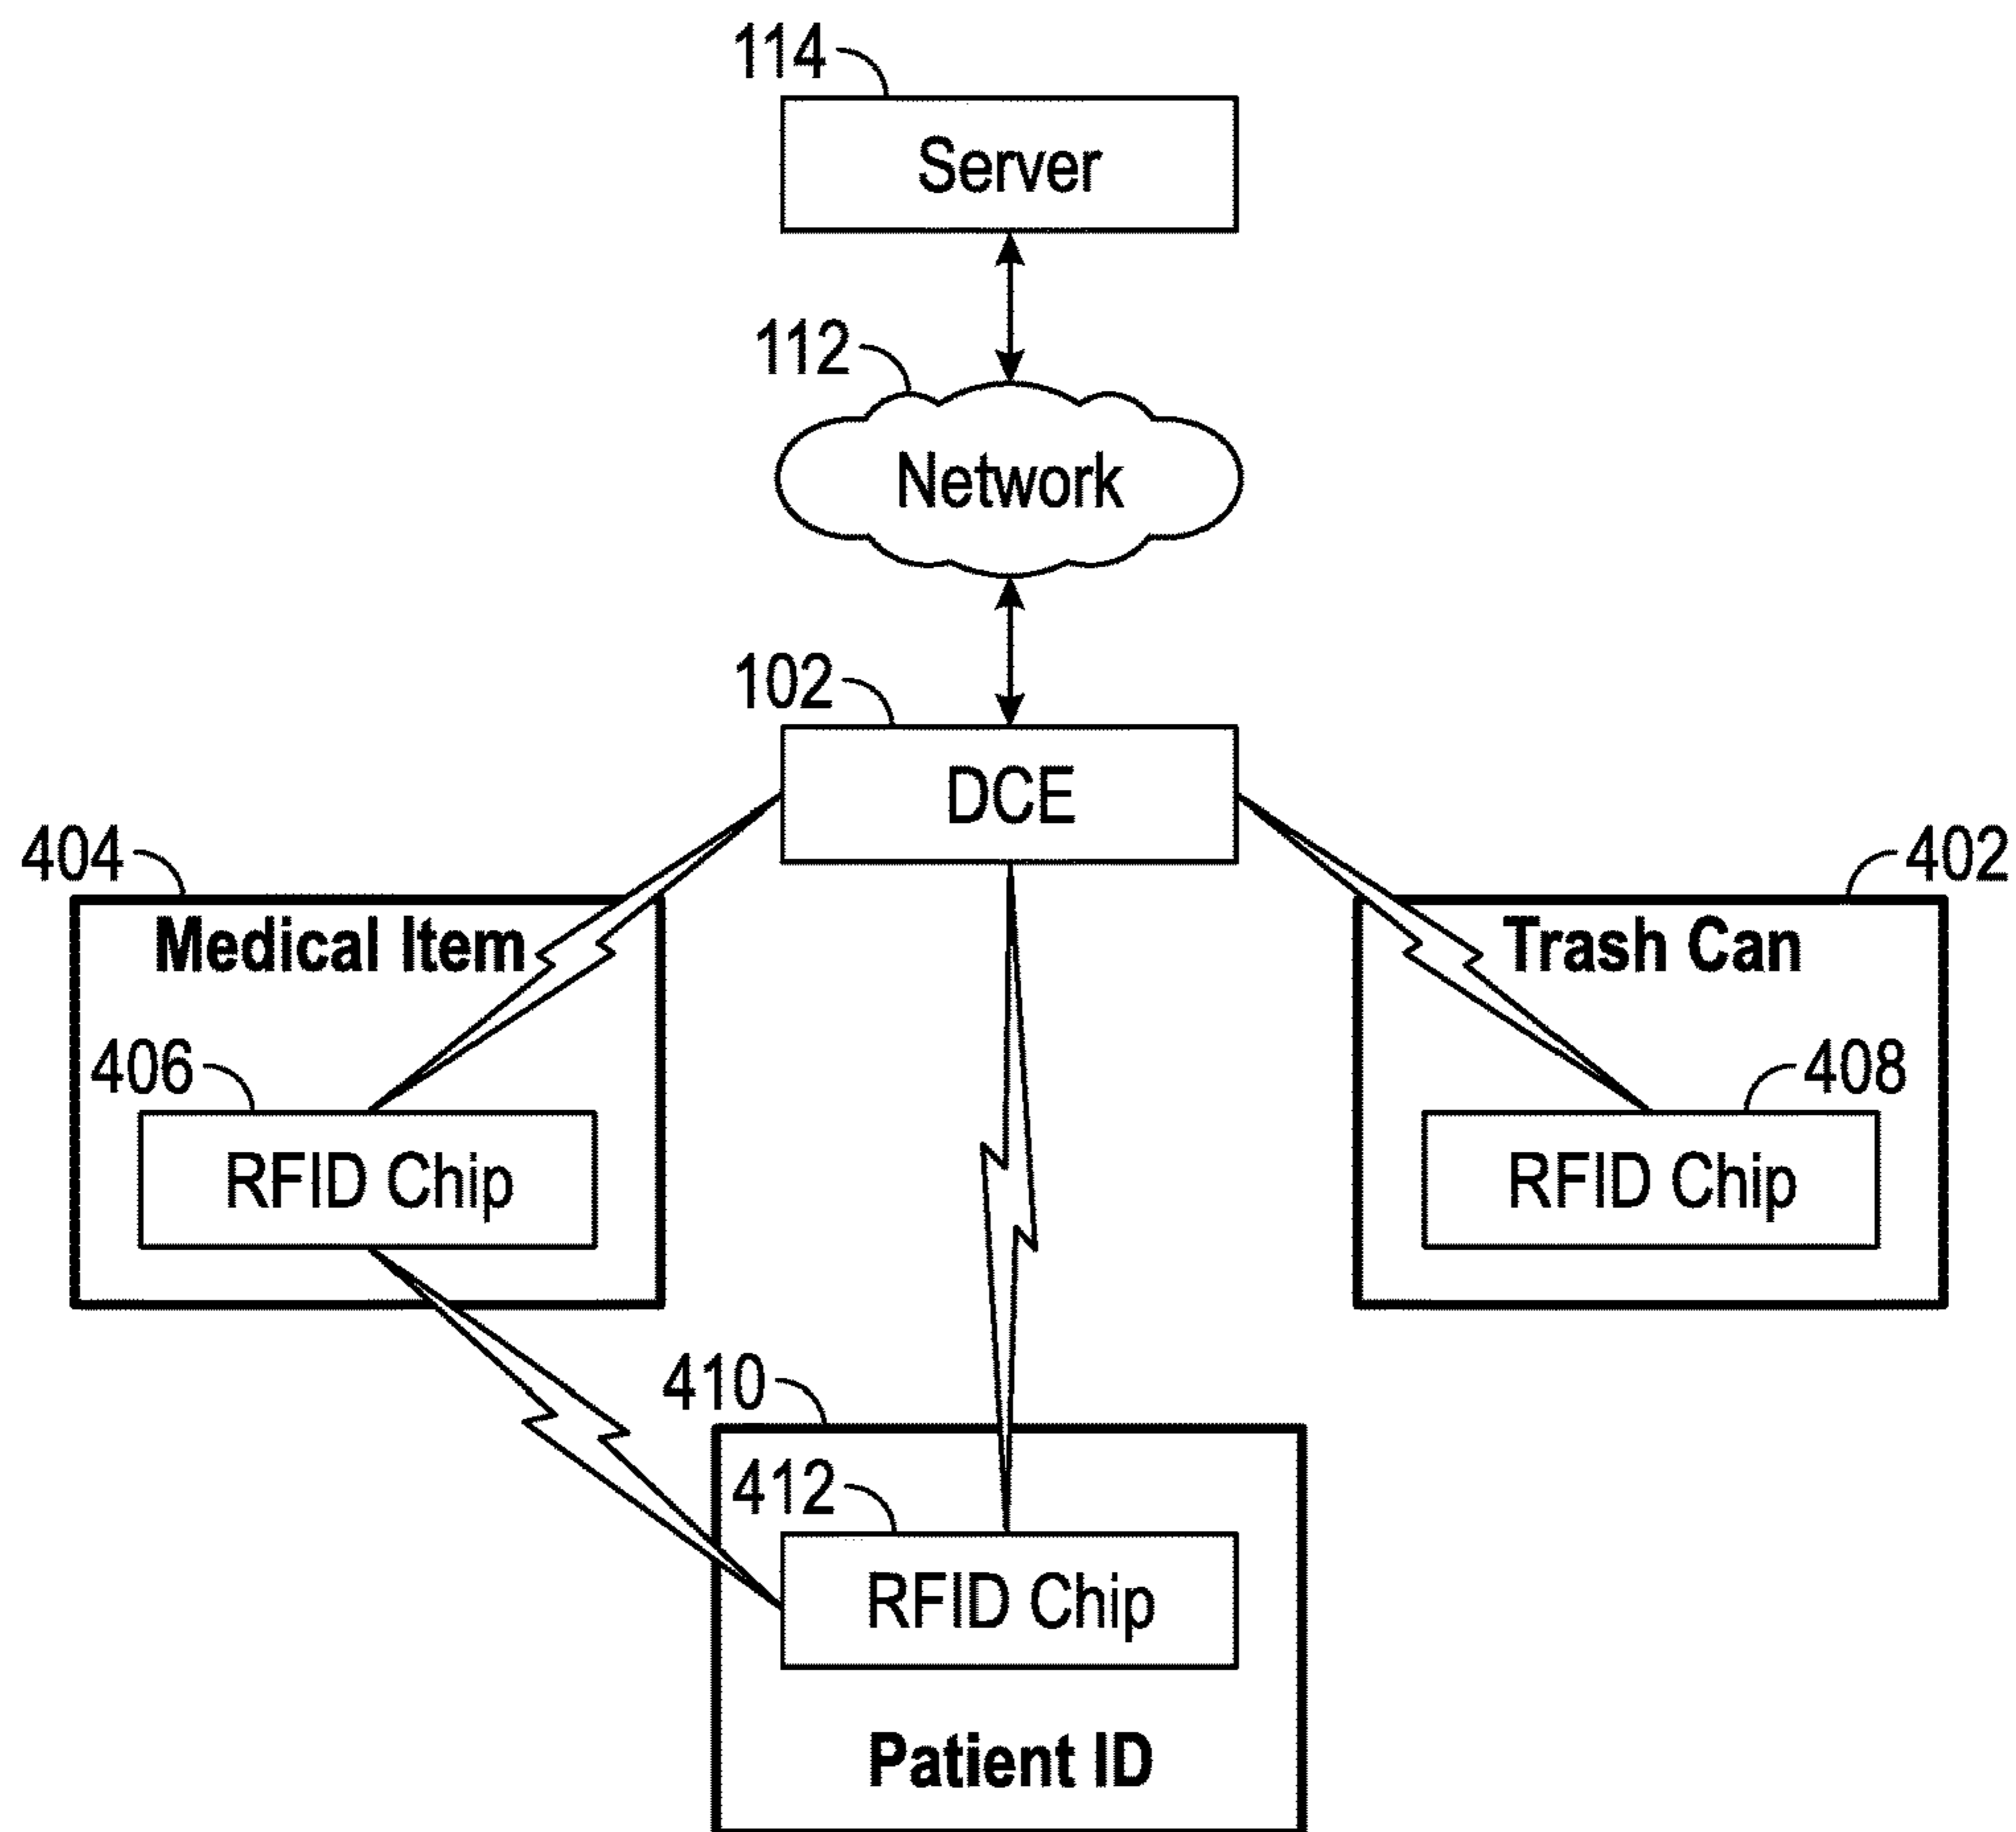 114
Server
112
Network
102
DCE
404
402
Medical Item
Trash Can
406
408
RFID Chip
RFID Chip
410
412
RFID Chip
Patient ID